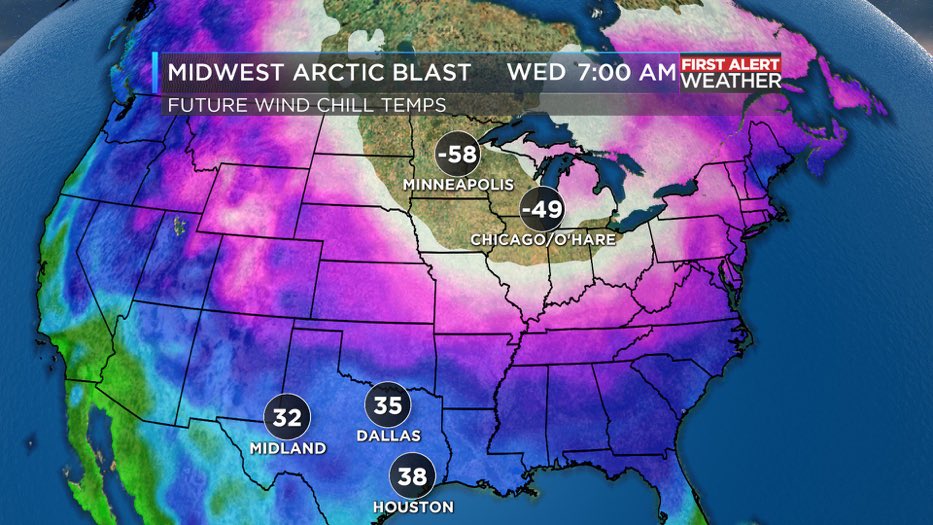 MIDWEST ARCTIC BLAST WED 7:00 AM
FIRST ALERT
WEATHER
FUTURE WIND CHILL TEMPS
-58
MINNEAPOLIS
-49
CHICAGO/O'HARE
32
MIDLAND
35
DALLAS
38
HOUSTON